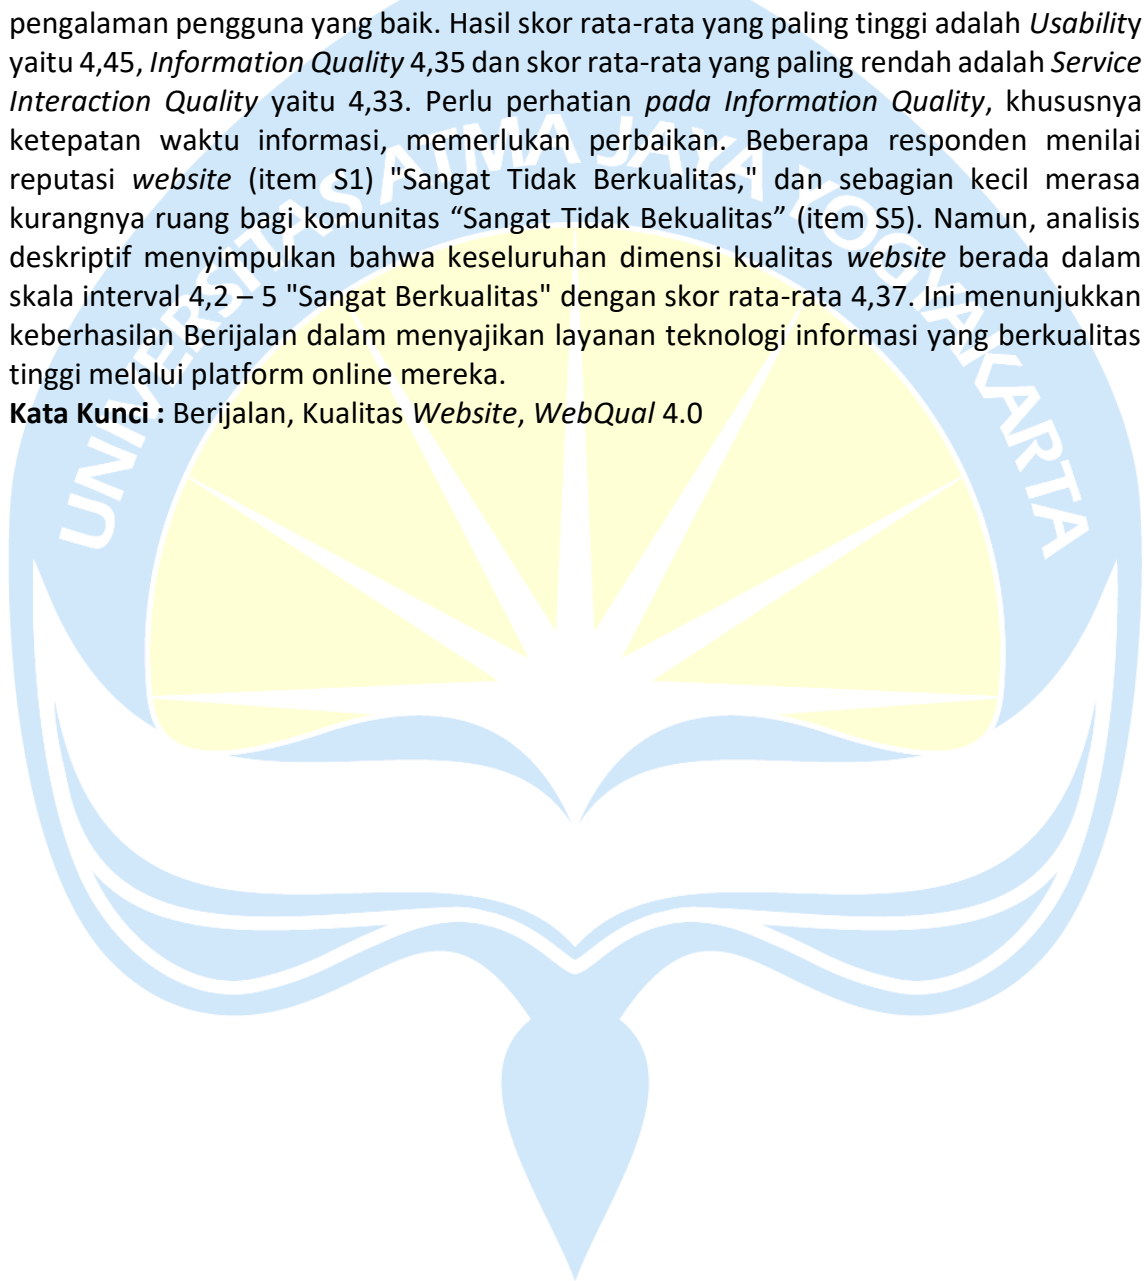 pengalaman pengguna yang baik. Hasil skor rata-rata yang paling tinggi adalah Usability
yaitu 4,45, Information Quality 4,35 dan skor rata-rata yang paling rendah adalah Service
Interaction Quality yaitu 4,33. Perlu perhatian pada Information Quality, khususnya
ketepatan waktu informasi, memerlukan perbaikan. Beberapa responden menilai
reputasi website (item S1) "Sangat Tidak Berkualitas," dan sebagian kecil merasa
kurangnya ruang bagi komunitas “Sangat Tidak Bekualitas” (item S5). Namun, analisis
deskriptif menyimpulkan bahwa keseluruhan dimensi kualitas website berada dalam
skala interval 4,2 – 5 "Sangat Berkualitas" dengan skor rata-rata 4,37. Ini menunjukkan
keberhasilan Berijalan dalam menyajikan layanan teknologi informasi yang berkualitas
tinggi melalui platform online mereka.
Kata Kunci : Berijalan, Kualitas Website, WebQual 4.0
UNIVERSITAS ATMA JAYA YOGYAKARTA